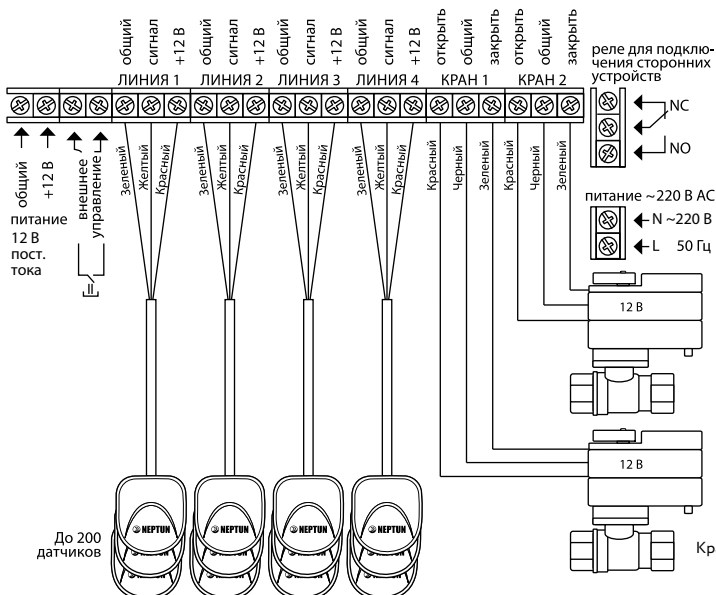 общий
сигнал
+12 В
общий
сигнал
+12 В
общий
сигнал
+12 В
общий
сигнал
+12 В
открыть
общий
закрыть
открыть
общий
закрыть
ЛИНИЯ 1
ЛИНИЯ 2
ЛИНИЯ 3
ЛИНИЯ 4
КРАН 1
КРАН 2
реле для подклю-
чения сторонних
устройств
NC
NO
общий
+12 В
питание
12 В
пост.
тока
внешнее
управление
Зеленый
Желтый
Красный
Зеленый
Желтый
Красный
Зеленый
Желтый
Красный
Зеленый
Желтый
Красный
Красный
Черный
Зеленый
Красный
Черный
Зеленый
питание ~220 В AC
N ~220 В
L 50 Гц
12 В
12 В
До 200
датчиков
NEPTUN
NEPTUN
NEPTUN
NEPTUN
Кр